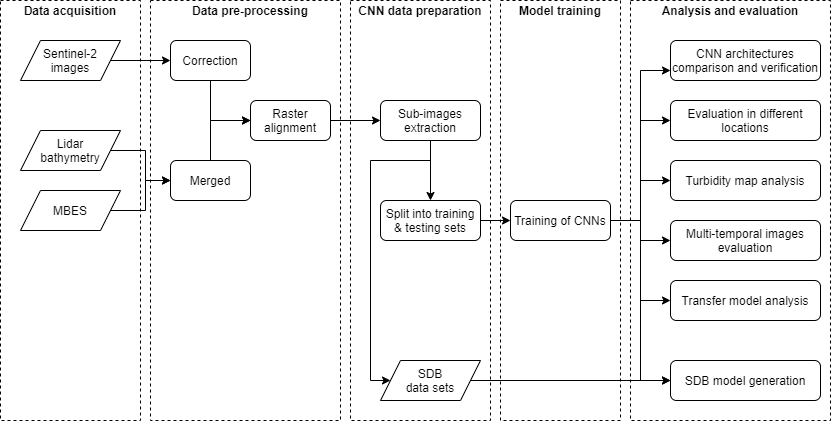 Data acquisition
Data pre-processing
CNN data preparation
Model training
Analysis and evaluation
Sentinel-2
images
Correction
Lidar
bathymetry
MBES
Merged
Raster
alignment
Sub-images
extraction
Split into training
& testing sets
SDB
data sets
Training of CNNs
CNN architectures
comparison and verification
Evaluation in different
locations
Turbidity map analysis
Multi-temporal images
evaluation
Transfer model analysis
SDB model generation